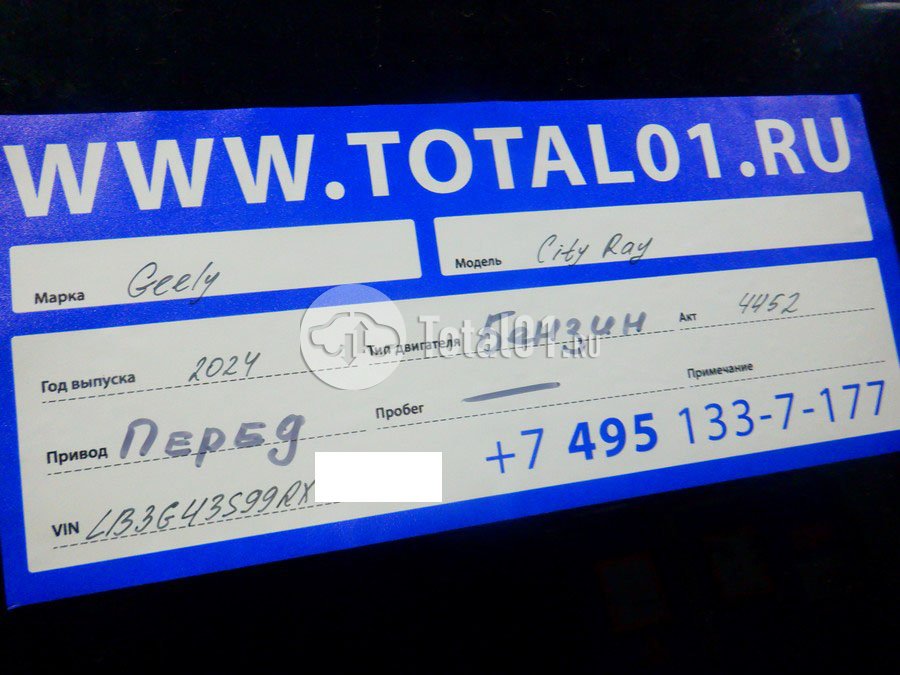 WWW.TOTAL01.RU
Марка Geely Модель City Ray
Год выпуска 2024 Тип двигателя Бензин Акт 4452
Total01.ru
Привод Перед Пробег — Примечание
+7 495 133-7-177
VIN LB3G43S99RX